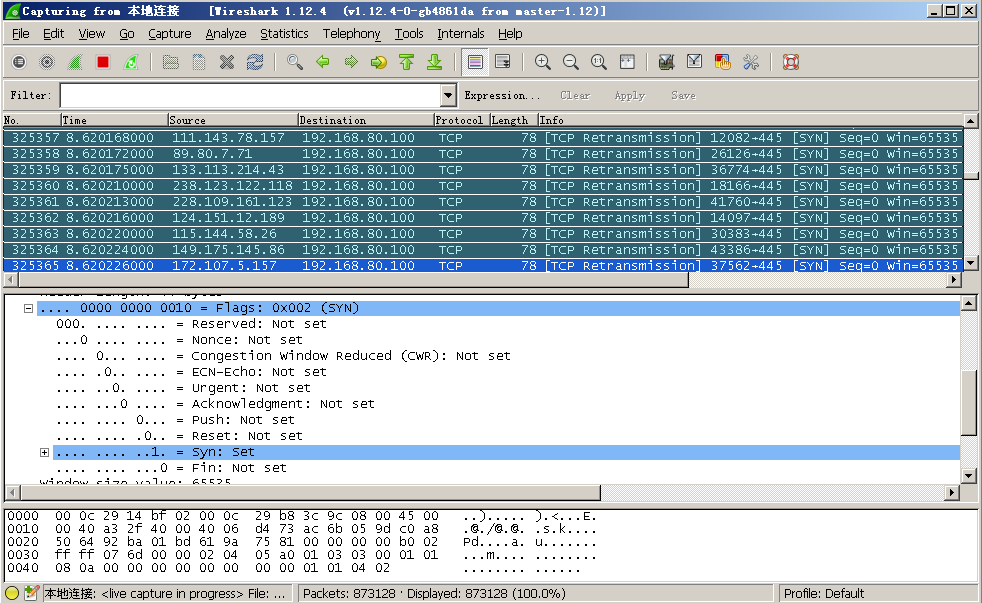 Capturing from 本地连接 [Wireshark 1.12.4 (v1.12.4-0-gb4861da from master-1.12)]
File Edit View Go Capture Analyze Statistics Telephony Tools Internals Help
Filter: Expression... Clear Apply Save
No. Time Source Destination Protocol Length Info
325357 8.620168000 111.143.78.157 192.168.80.100 TCP 78 [TCP Retransmission] 12082→445 [SYN] Seq=0 Win=65535
325358 8.620172000 89.80.7.71 192.168.80.100 TCP 78 [TCP Retransmission] 26126→445 [SYN] Seq=0 Win=65535
325359 8.620175000 133.113.214.43 192.168.80.100 TCP 78 [TCP Retransmission] 36774→445 [SYN] Seq=0 Win=65535
325360 8.620210000 238.123.122.118 192.168.80.100 TCP 78 [TCP Retransmission] 18166→445 [SYN] Seq=0 Win=65535
325361 8.620213000 228.109.161.123 192.168.80.100 TCP 78 [TCP Retransmission] 41760→445 [SYN] Seq=0 Win=65535
325362 8.620216000 124.151.12.189 192.168.80.100 TCP 78 [TCP Retransmission] 14097→445 [SYN] Seq=0 Win=65535
325363 8.620220000 115.144.58.26 192.168.80.100 TCP 78 [TCP Retransmission] 30383→445 [SYN] Seq=0 Win=65535
325364 8.620224000 149.175.145.86 192.168.80.100 TCP 78 [TCP Retransmission] 43386→445 [SYN] Seq=0 Win=65535
325365 8.620226000 172.107.5.157 192.168.80.100 TCP 78 [TCP Retransmission] 37562→445 [SYN] Seq=0 Win=65535
.... 0000 0000 0010 = Flags: 0x002 (SYN)
000. .... .... = Reserved: Not set
...0 .... .... = Nonce: Not set
.... 0... .... = Congestion Window Reduced (CWR): Not set
.... .0.. .... = ECN-Echo: Not set
.... ..0. .... = Urgent: Not set
.... ...0 .... = Acknowledgment: Not set
.... .... 0... = Push: Not set
.... .... .0.. = Reset: Not set
.... .... ..1. = Syn: Set
.... .... ...0 = Fin: Not set
Window size value: 65535
0000 00 0c 29 14 bf 02 00 0c 29 b8 3c 9c 08 00 45 00 ..)..... ).<...E.
0010 00 40 a3 2f 40 00 40 06 d4 73 ac 6b 05 9d c0 a8 .@./@.@. .s.k....
0020 50 64 92 ba 01 bd 61 9a 75 81 00 00 00 00 b0 02 Pd....a. u.......
0030 ff ff 07 6d 00 00 02 04 05 a0 01 03 03 00 01 01 ...m.... ........
0040 08 0a 00 00 00 00 00 00 00 00 01 01 04 02 ........ ......
本地连接: <live capture in progress> File: ... Packets: 873128 · Displayed: 873128 (100.0%) Profile: Default